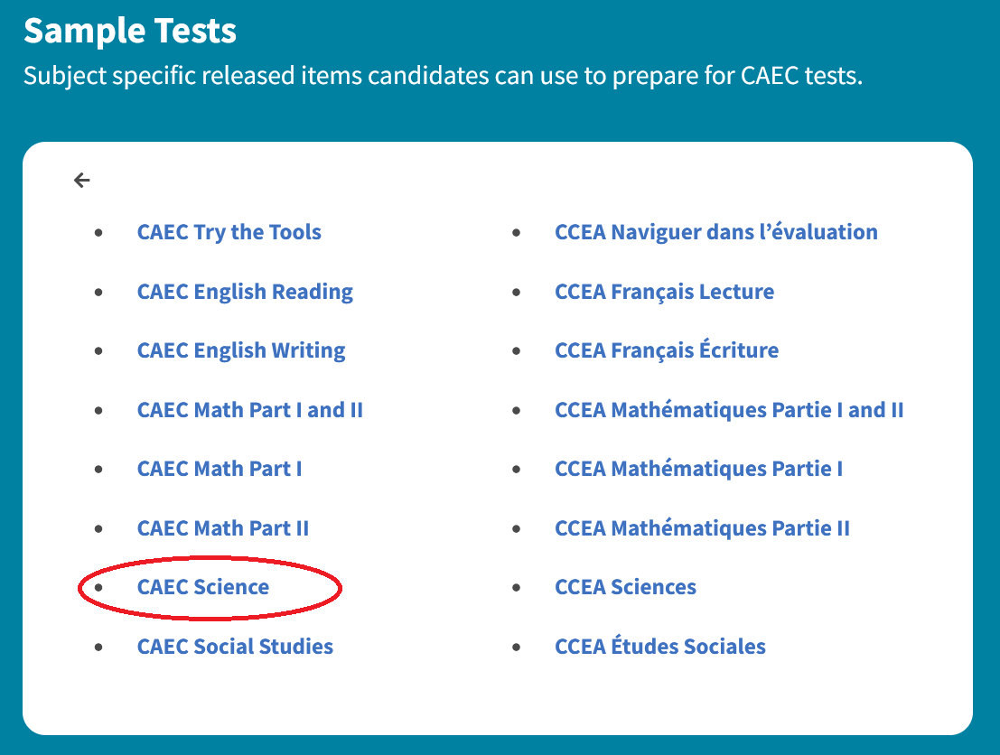 Sample Tests
Subject specific released items candidates can use to prepare for CAEC tests.
CAEC Try the Tools
CAEC English Reading
CAEC English Writing
CAEC Math Part I and II
CAEC Math Part I
CAEC Math Part II
CAEC Science
CAEC Social Studies
CCEA Naviguer dans l’évaluation
CCEA Français Lecture
CCEA Français Écriture
CCEA Mathématiques Partie I and II
CCEA Mathématiques Partie I
CCEA Mathématiques Partie II
CCEA Sciences
CCEA Études Sociales